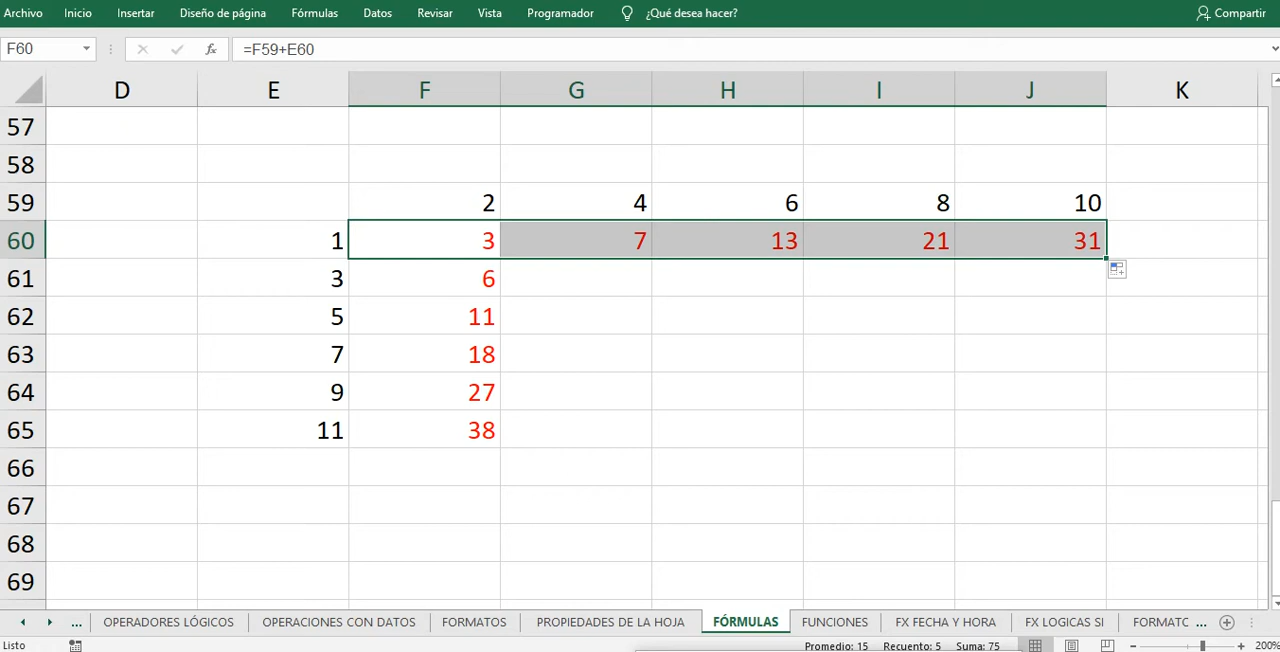 Archivo Inicio Insertar Diseño de página Fórmulas Datos Revisar Vista Programador ¿Qué desea hacer? Compartir
F60 fx =F59+E60
D E F G H I J K
57
58
59 2 4 6 8 10
60 1 3 7 13 21 31
61 3 6
62 5 11
63 7 18
64 9 27
65 11 38
66
67
68
69
... OPERADORES LÓGICOS OPERACIONES CON DATOS FORMATOS PROPIEDADES DE LA HOJA FÓRMULAS FUNCIONES FX FECHA Y HORA FX LOGICAS SI FORMATC ...
Listo Promedio: 15 Recuento: 5 Suma: 75 200%